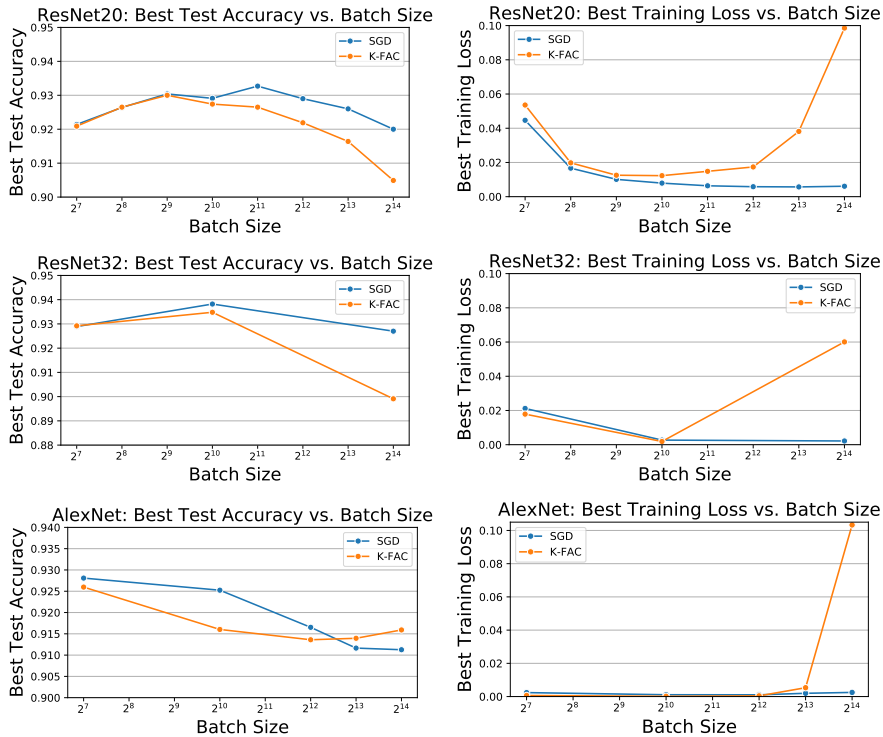 ResNet20: Best Test Accuracy vs. Batch Size
Best Test Accuracy
0.95
0.94
0.93
0.92
0.91
0.90
SGD
K-FAC
2^7 2^8 2^9 2^10 2^11 2^12 2^13 2^14
Batch Size
ResNet20: Best Training Loss vs. Batch Size
Best Training Loss
0.10
0.08
0.06
0.04
0.02
0.00
SGD
K-FAC
2^7 2^8 2^9 2^10 2^11 2^12 2^13 2^14
Batch Size
ResNet32: Best Test Accuracy vs. Batch Size
Best Test Accuracy
0.95
0.94
0.93
0.92
0.91
0.90
0.89
0.88
SGD
K-FAC
2^7 2^8 2^9 2^10 2^11 2^12 2^13 2^14
Batch Size
ResNet32: Best Training Loss vs. Batch Size
Best Training Loss
0.10
0.08
0.06
0.04
0.02
0.00
SGD
K-FAC
2^7 2^8 2^9 2^10 2^11 2^12 2^13 2^14
Batch Size
AlexNet: Best Test Accuracy vs. Batch Size
Best Test Accuracy
0.940
0.935
0.930
0.925
0.920
0.915
0.910
0.905
0.900
SGD
K-FAC
2^7 2^8 2^9 2^10 2^11 2^12 2^13 2^14
Batch Size
AlexNet: Best Training Loss vs. Batch Size
Best Training Loss
0.10
0.08
0.06
0.04
0.02
0.00
SGD
K-FAC
2^7 2^8 2^9 2^10 2^11 2^12 2^13 2^14
Batch Size